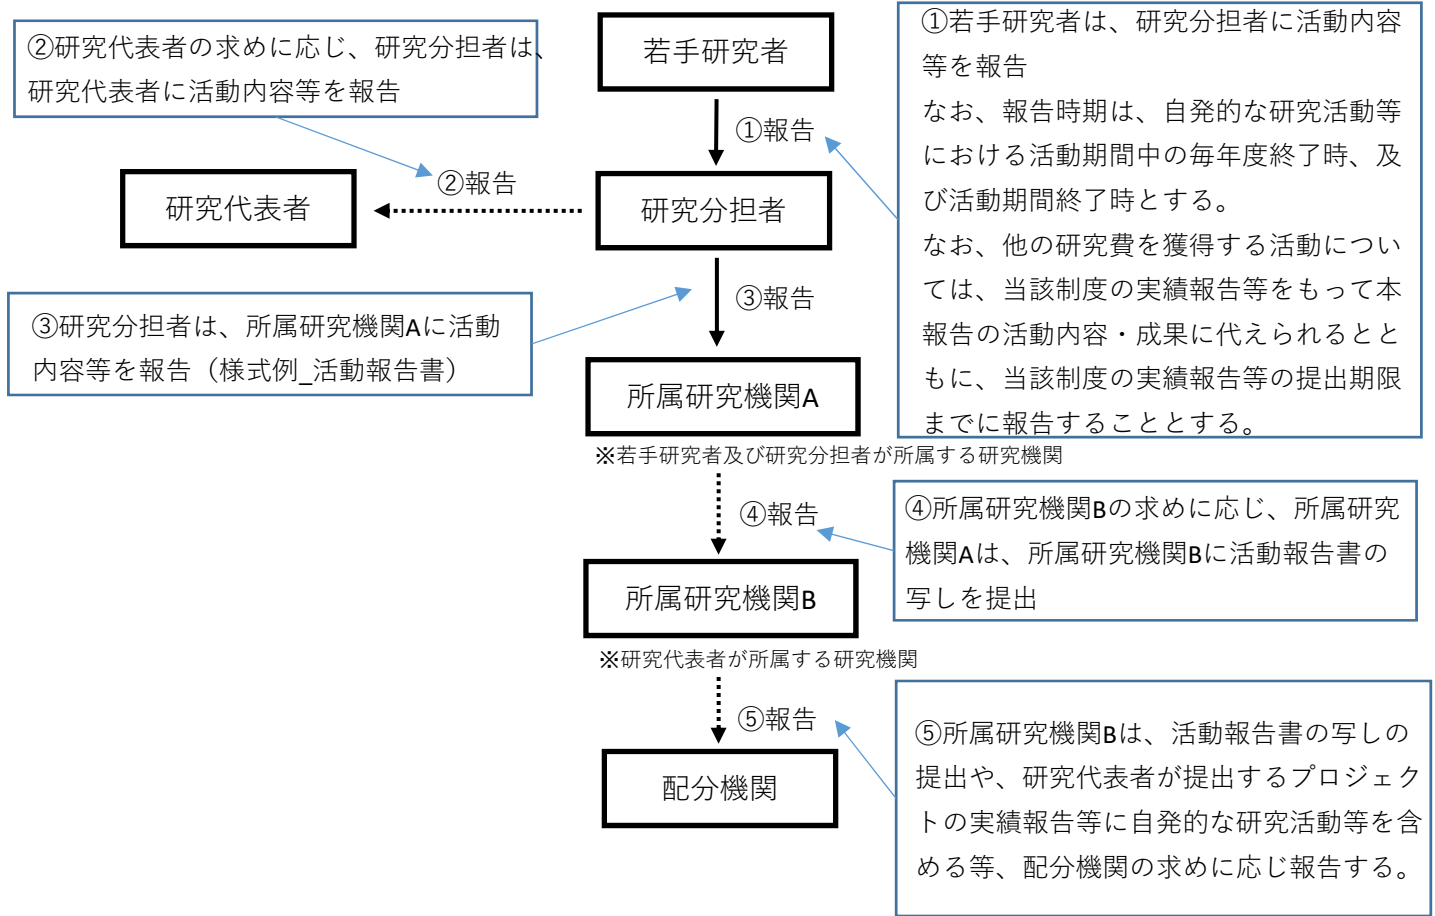 ②研究代表者の求めに応じ、研究分担者は、
研究代表者に活動内容等を報告
若手研究者
①若手研究者は、研究分担者に活動内容
等を報告
なお、報告時期は、自発的な研究活動等
における活動期間中の毎年度終了時、及
び活動期間終了時とする。
なお、他の研究費を獲得する活動につい
ては、当該制度の実績報告等をもって本
報告の活動内容・成果に代えられるとと
もに、当該制度の実績報告等の提出期限
までに報告することとする。
①報告
②報告
研究代表者
研究分担者
③報告
③研究分担者は、所属研究機関Aに活動
内容等を報告（様式例_活動報告書）
所属研究機関A
※若手研究者及び研究分担者が所属する研究機関
④報告
④所属研究機関Bの求めに応じ、所属研究
機関Aは、所属研究機関Bに活動報告書の
写しを提出
所属研究機関B
※研究代表者が所属する研究機関
⑤報告
⑤所属研究機関Bは、活動報告書の写しの
提出や、研究代表者が提出するプロジェク
トの実績報告等に自発的な研究活動等を含
める等、配分機関の求めに応じ報告する。
配分機関